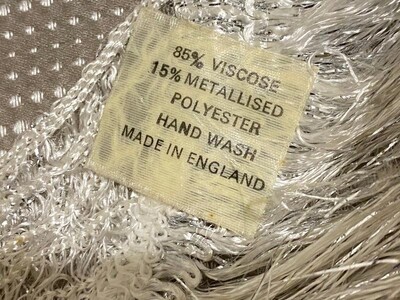 85% VISCOSE
15% METALLISED
POLYESTER
HAND WASH
MADE IN ENGLAND